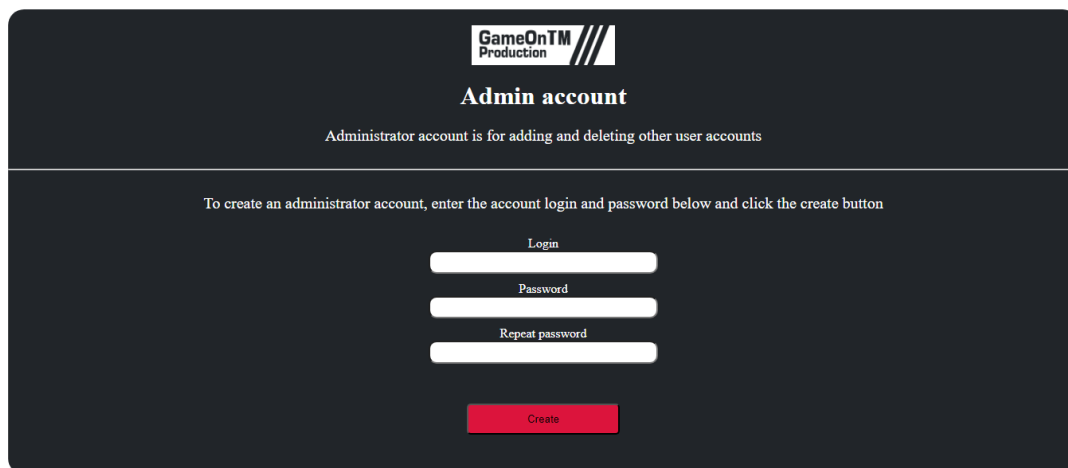 GameOnTM
Production
Admin account
Administrator account is for adding and deleting other user accounts
To create an administrator account, enter the account login and password below and click the create button
Login
Password
Repeat password
Create